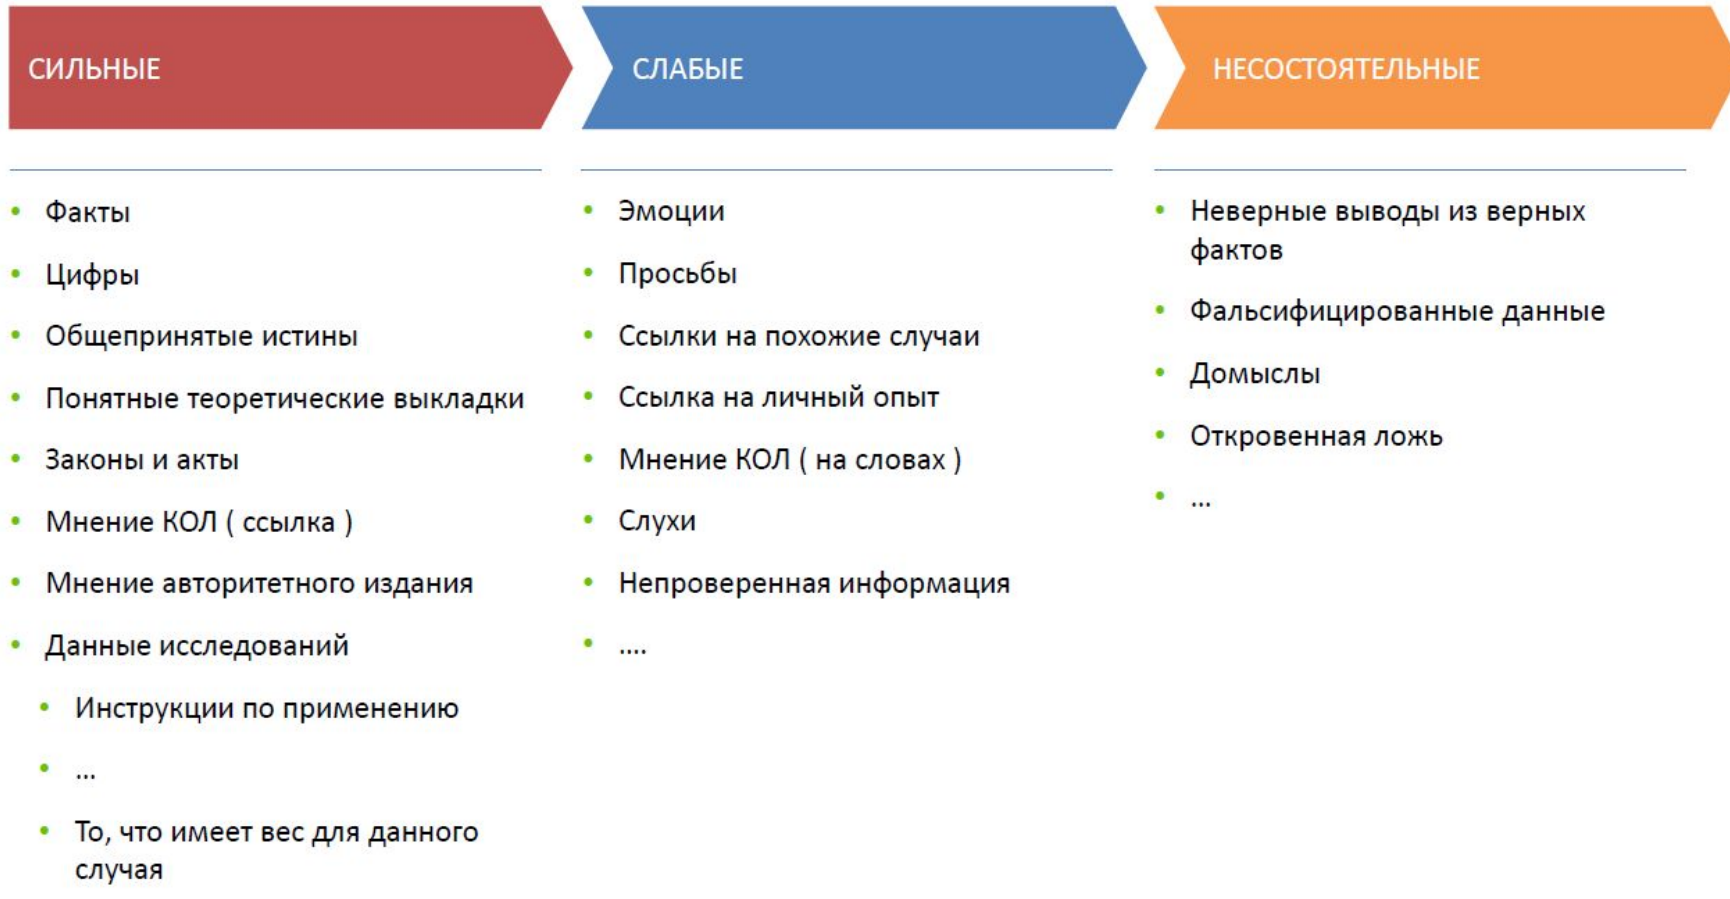 СИЛЬНЫЕ
Факты
Цифры
Общепринятые истины
Понятные теоретические выкладки
Законы и акты
Мнение КОЛ ( ссылка )
Мнение авторитетного издания
Данные исследований
Инструкции по применению
...
То, что имеет вес для данного
случая
СЛАБЫЕ
Эмоции
Просьбы
Ссылки на похожие случаи
Ссылка на личный опыт
Мнение КОЛ ( на словах )
Слухи
Непроверенная информация
....
НЕСОСТОЯТЕЛЬНЫЕ
Неверные выводы из верных
фактов
Фальсифицированные данные
Домыслы
Откровенная ложь
...